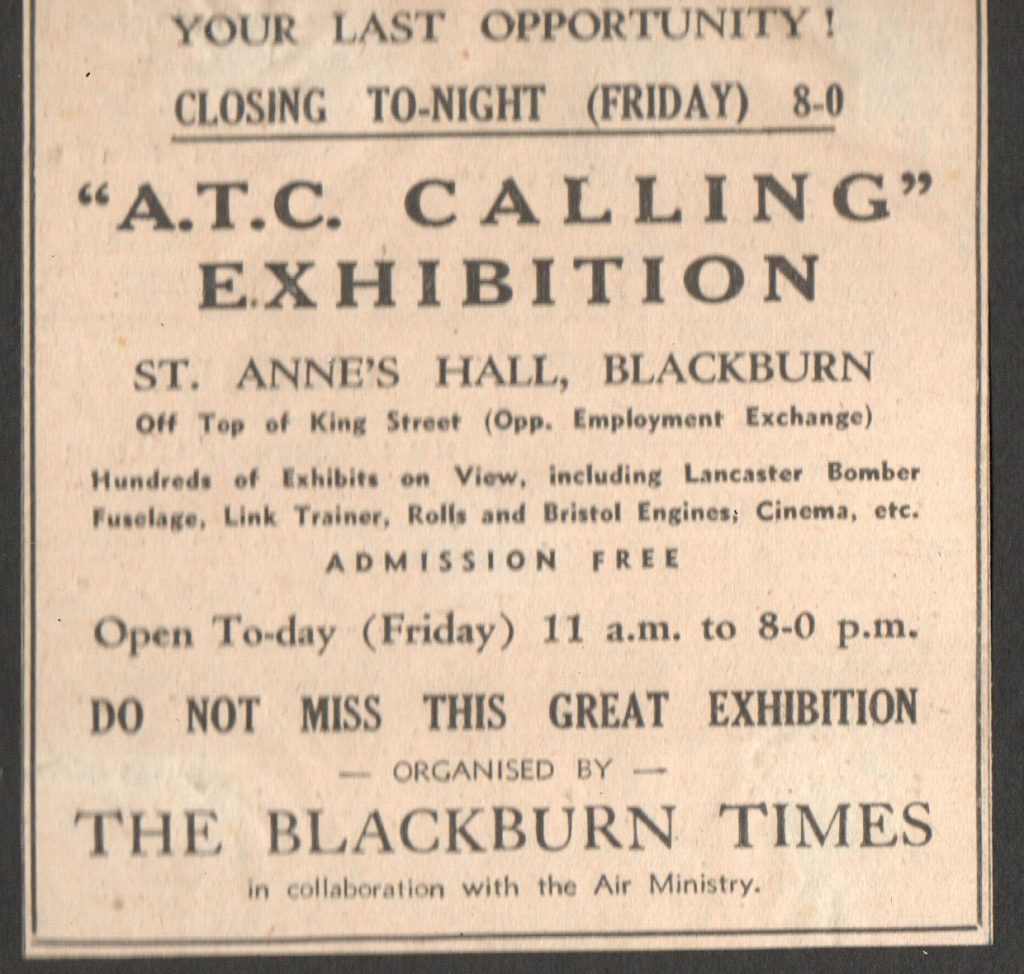 YOUR LAST OPPORTUNITY !
CLOSING TO-NIGHT (FRIDAY) 8-0
“A.T.C. CALLING”
EXHIBITION
ST. ANNE’S HALL, BLACKBURN
Off Top of King Street (Opp. Employment Exchange)
Hundreds of Exhibits on View, including Lancaster Bomber
Fuselage, Link Trainer, Rolls and Bristol Engines; Cinema, etc.
ADMISSION FREE
Open To-day (Friday) 11 a.m. to 8-0 p.m.
DO NOT MISS THIS GREAT EXHIBITION
— ORGANISED BY —
THE BLACKBURN TIMES
in collaboration with the Air Ministry.